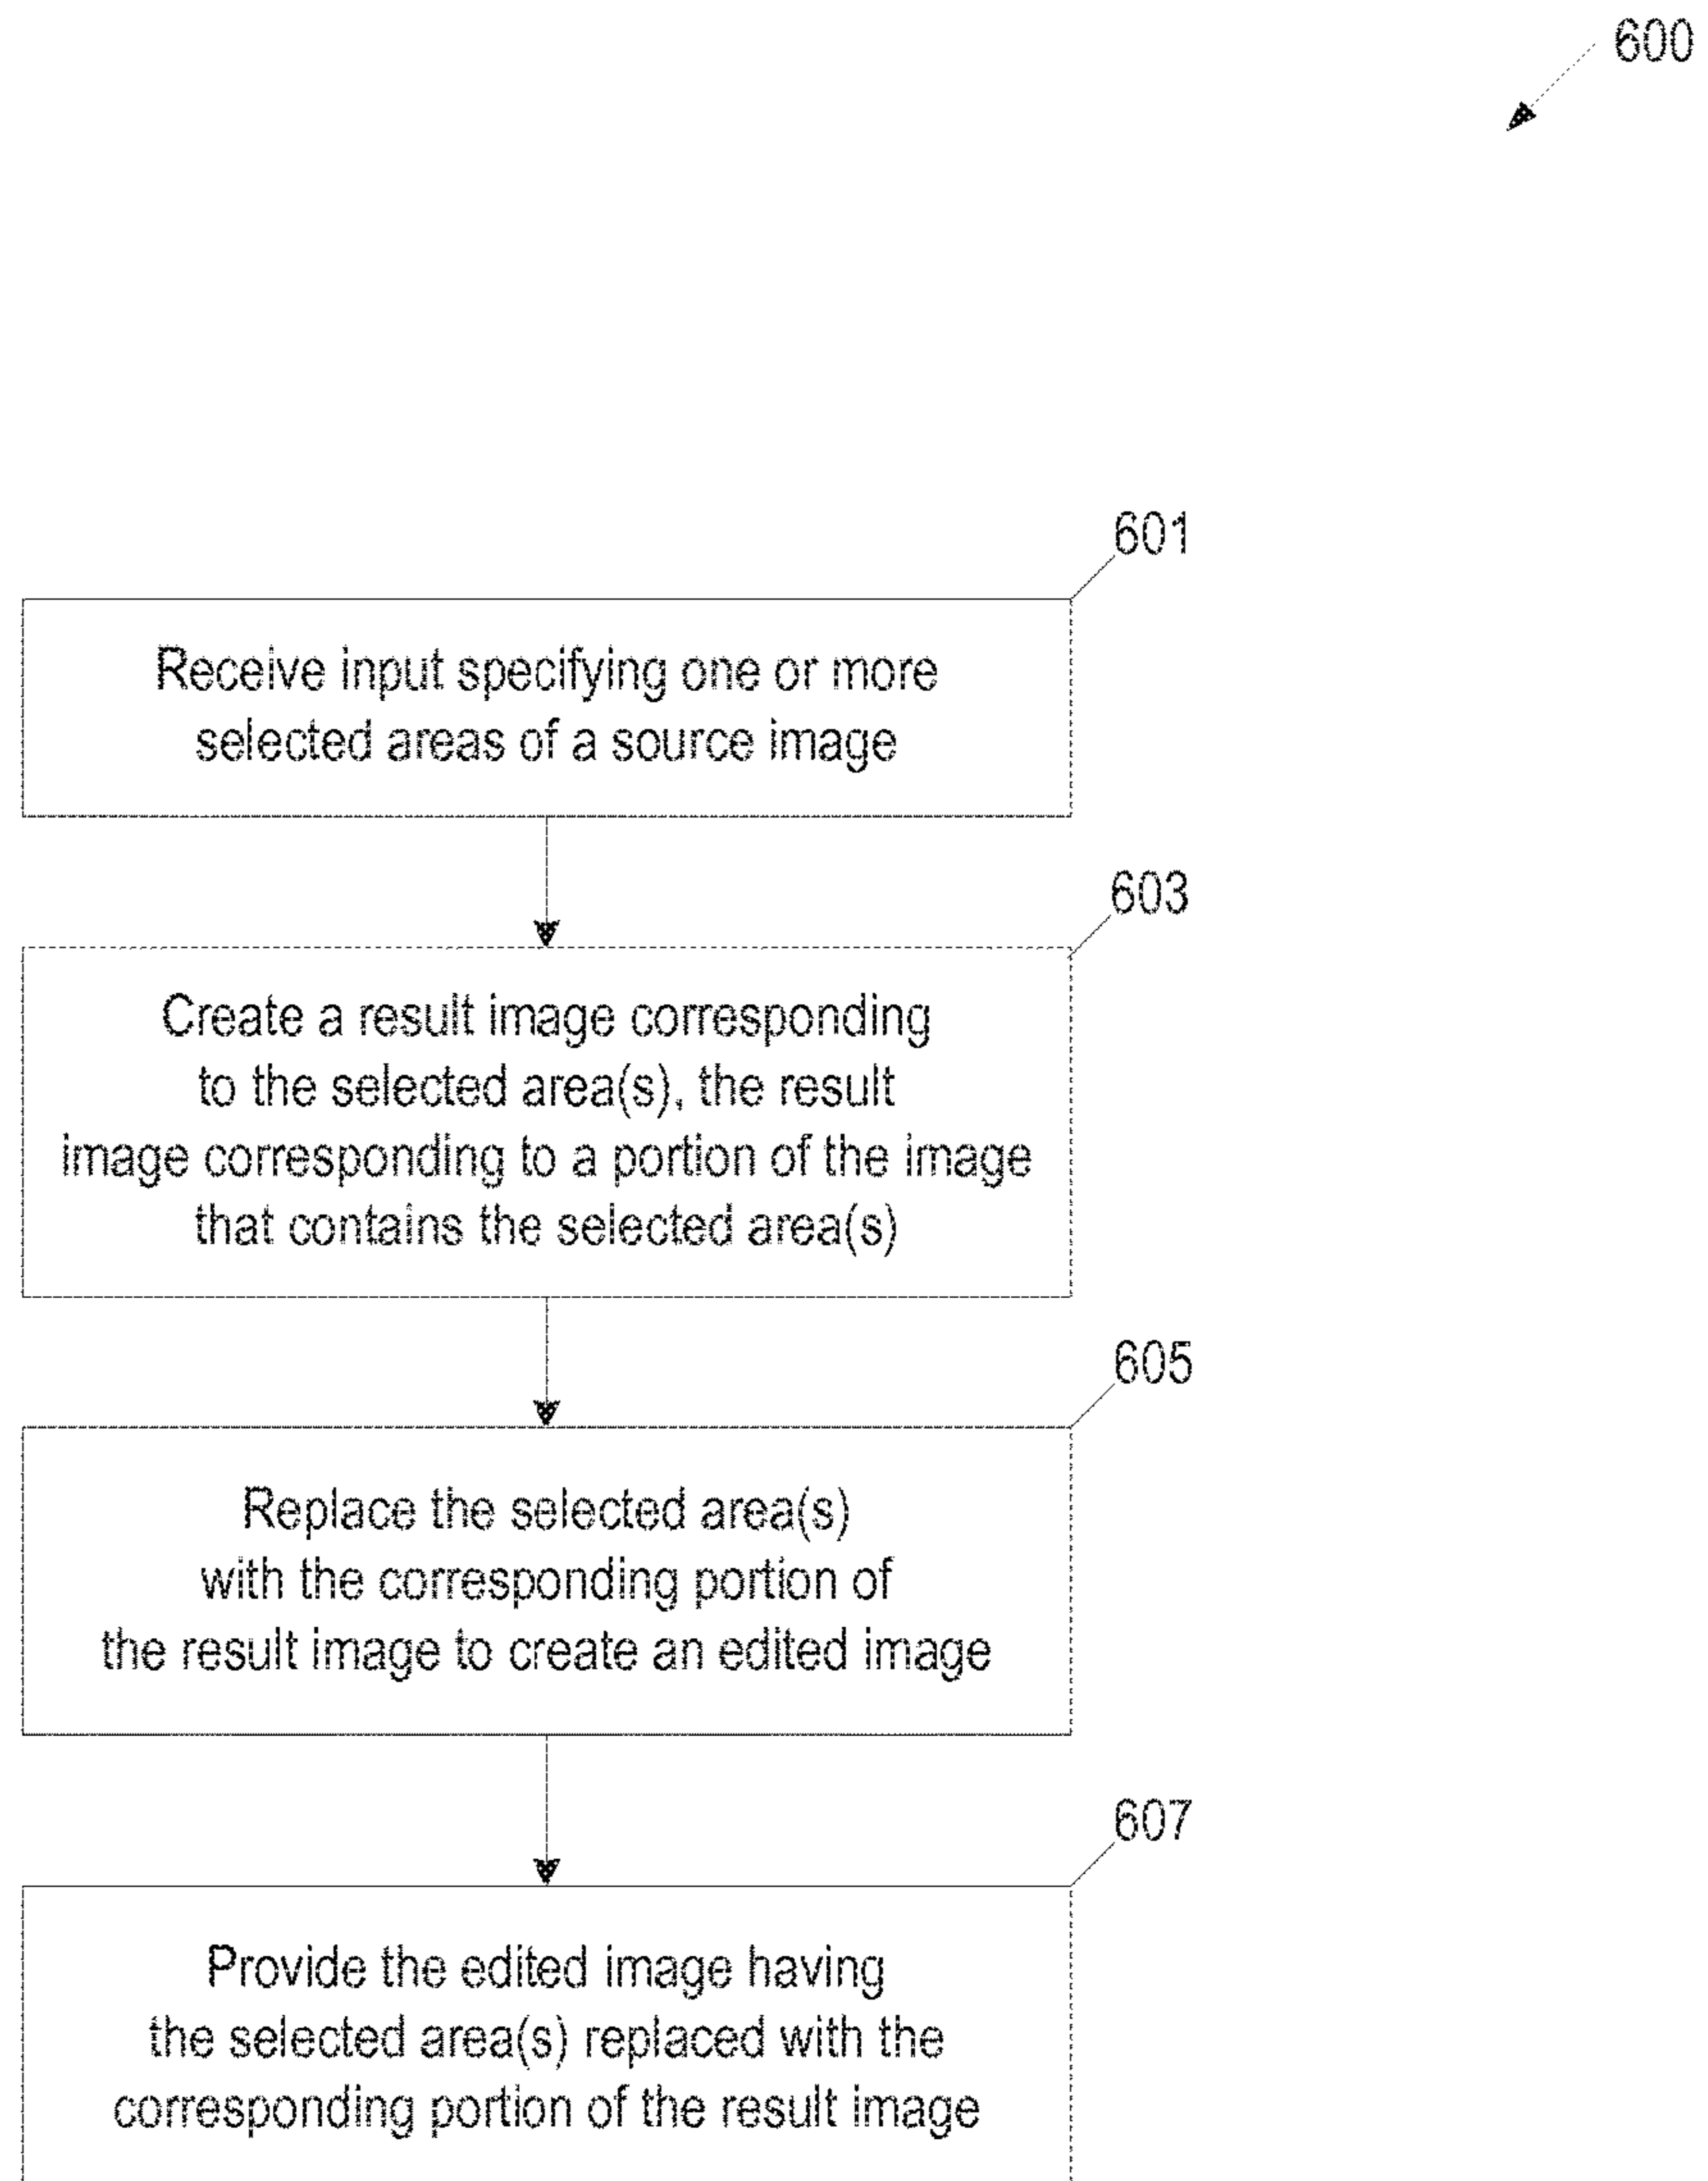 600
601
Receive input specifying one or more
selected areas of a source image
603
Create a result image corresponding
to the selected area(s), the result
image corresponding to a portion of the image
that contains the selected area(s)
605
Replace the selected area(s)
with the corresponding portion of
the result image to create an edited image
607
Provide the edited image having
the selected area(s) replaced with the
corresponding portion of the result image